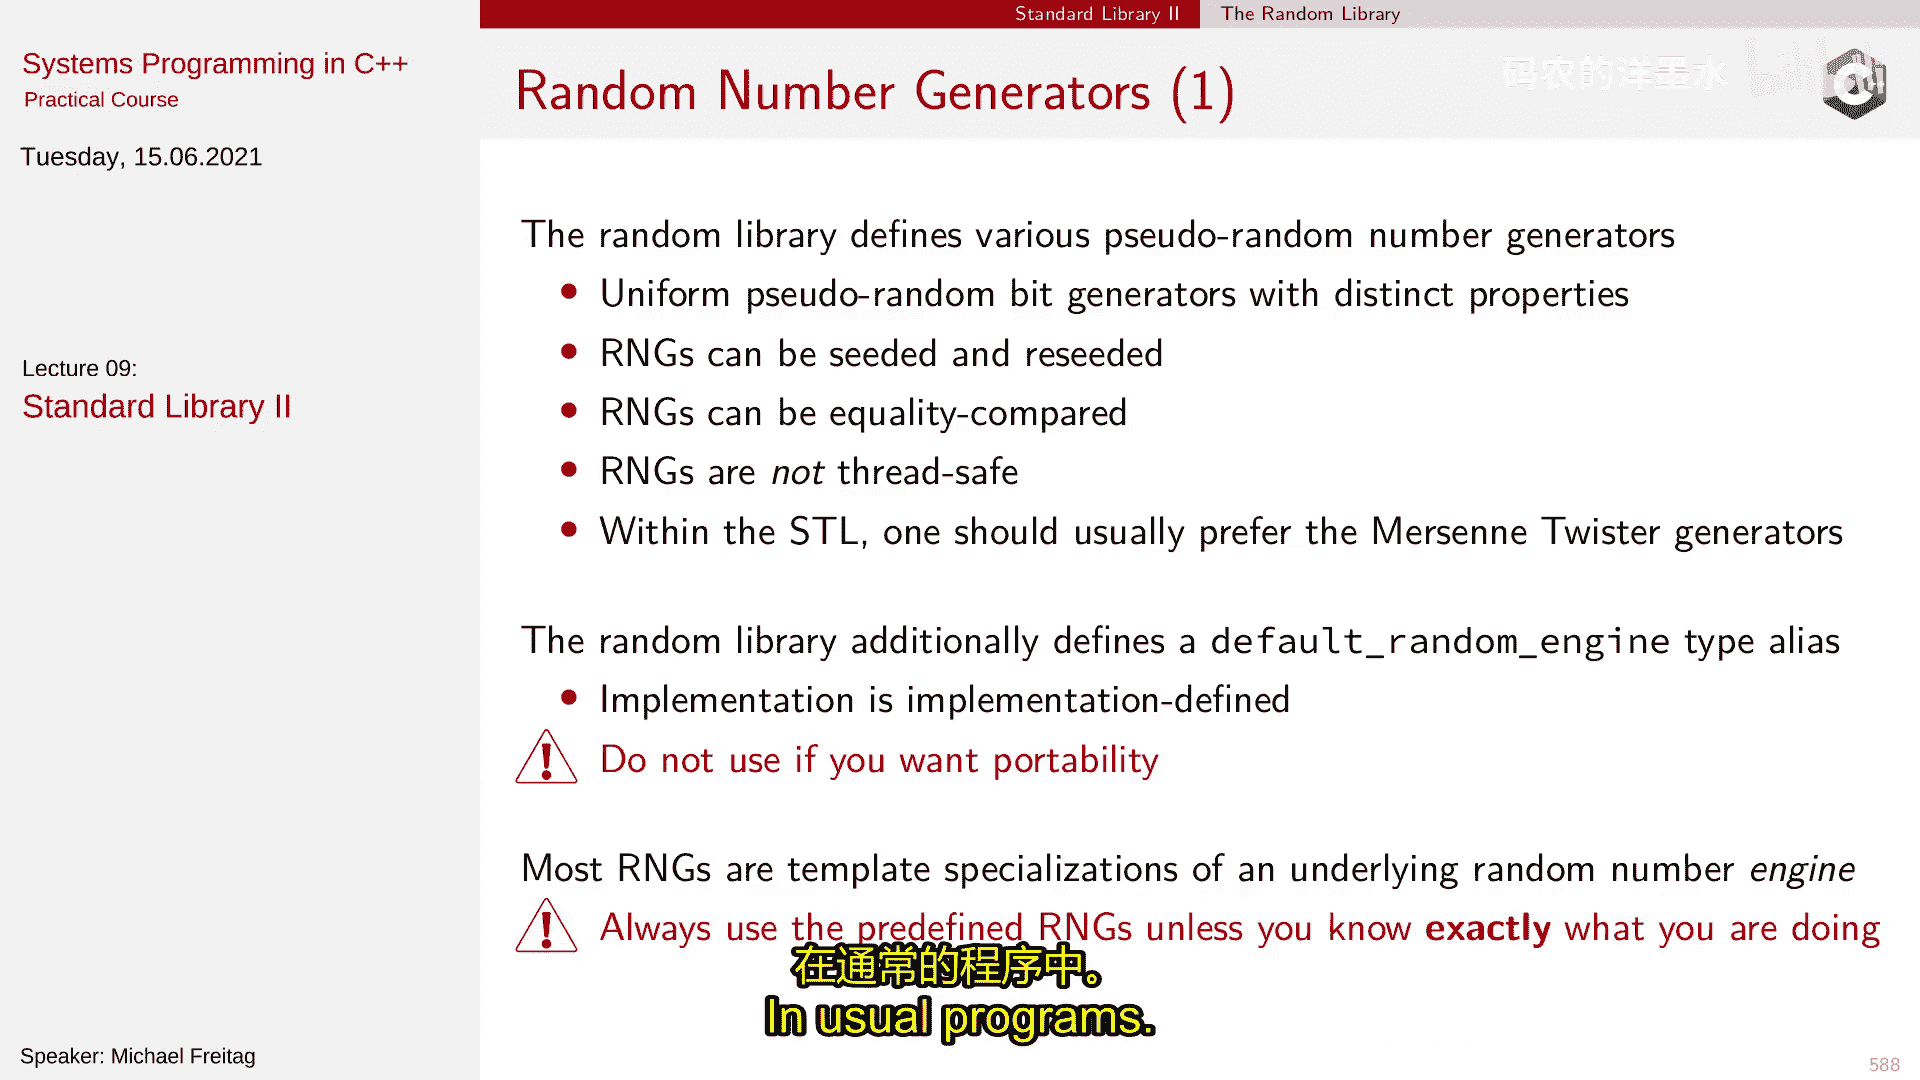 Standard Library II
The Random Library
Systems Programming in C++
Practical Course
Tuesday, 15.06.2021
Lecture 09:
Standard Library II
Speaker: Michael Freitag
Random Number Generators (1)
码农的洋墨水
The random library defines various pseudo-random number generators
• Uniform pseudo-random bit generators with distinct properties
• RNGs can be seeded and reseeded
• RNGs can be equality-compared
• RNGs are not thread-safe
• Within the STL, one should usually prefer the Mersenne Twister generators
The random library additionally defines a default_random_engine type alias
• Implementation is implementation-defined
Do not use if you want portability
Most RNGs are template specializations of an underlying random number engine
Always use the predefined RNGs unless you know exactly what you are doing
在通常的程序中。
In usual programs.
588